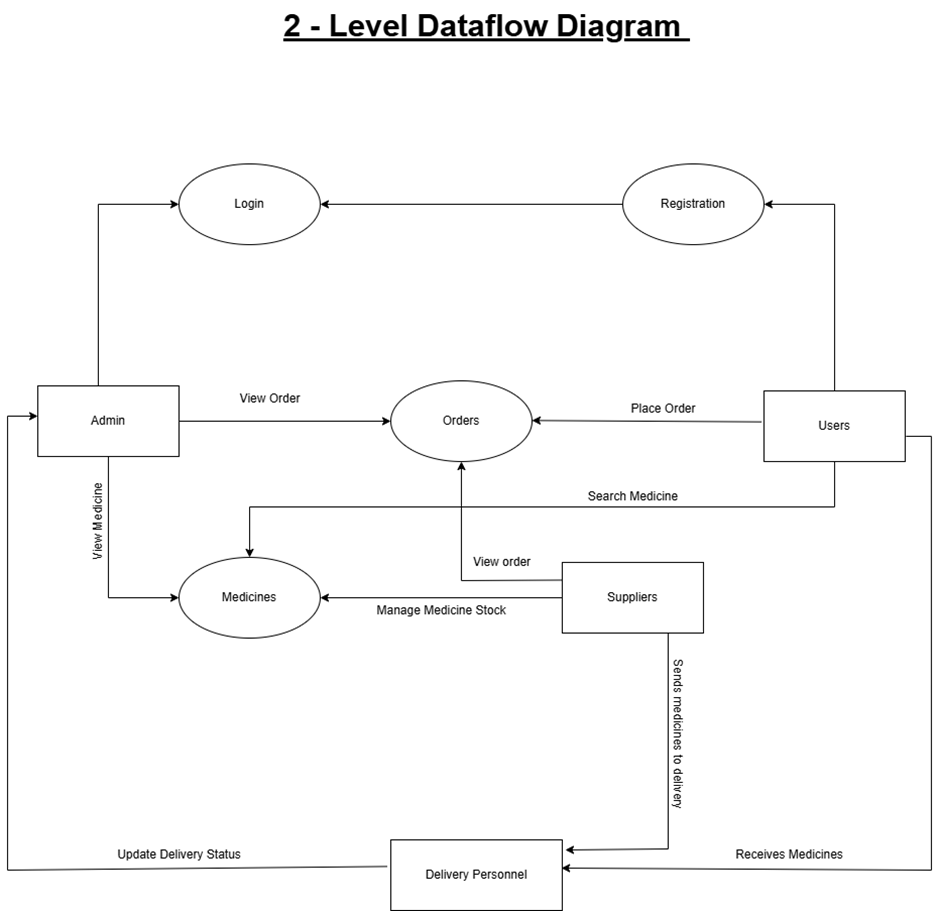 2 - Level Dataflow Diagram
Login
Registration
Admin
View Order
Orders
Place Order
Users
View Medicine
Search Medicine
View order
Medicines
Manage Medicine Stock
Suppliers
Sends medicines to delivery
Update Delivery Status
Delivery Personnel
Receives Medicines